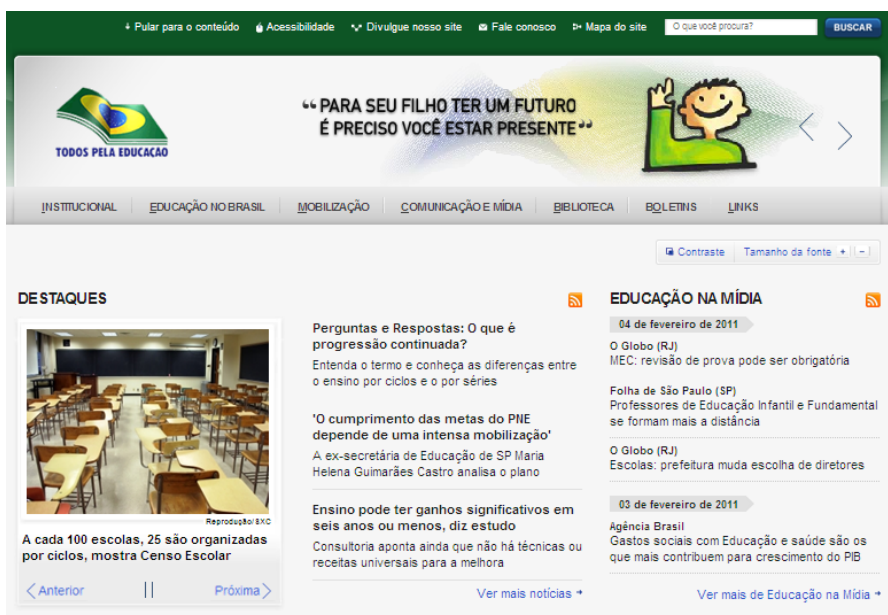 Pular para o conteúdo Acessibilidade Divulgue nosso site Fale conosco Mapa do site O que você procura? BUSCAR
TODOS PELA EDUCAÇÃO
“ PARA SEU FILHO TER UM FUTURO
É PRECISO VOCÊ ESTAR PRESENTE ”
INSTITUCIONAL EDUCAÇÃO NO BRASIL MOBILIZAÇÃO COMUNICAÇÃO E MÍDIA BIBLIOTECA BOLETINS LINKS
Contraste Tamanho da fonte + -
DESTAQUES
Reprodução/SXC
A cada 100 escolas, 25 são organizadas
por ciclos, mostra Censo Escolar
Anterior || Próxima
Perguntas e Respostas: O que é
progressão continuada?
Entenda o termo e conheça as diferenças entre
o ensino por ciclos e o por séries
'O cumprimento das metas do PNE
depende de uma intensa mobilização'
A ex-secretária de Educação de SP Maria
Helena Guimarães Castro analisa o plano
Ensino pode ter ganhos significativos em
seis anos ou menos, diz estudo
Consultoria aponta ainda que não há técnicas ou
receitas universais para a melhora
Ver mais notícias
EDUCAÇÃO NA MÍDIA
04 de fevereiro de 2011
O Globo (RJ)
MEC: revisão de prova pode ser obrigatória
Folha de São Paulo (SP)
Professores de Educação Infantil e Fundamental
se formam mais a distância
O Globo (RJ)
Escolas: prefeitura muda escolha de diretores
03 de fevereiro de 2011
Agência Brasil
Gastos sociais com Educação e saúde são os
que mais contribuem para crescimento do PIB
Ver mais de Educação na Mídia